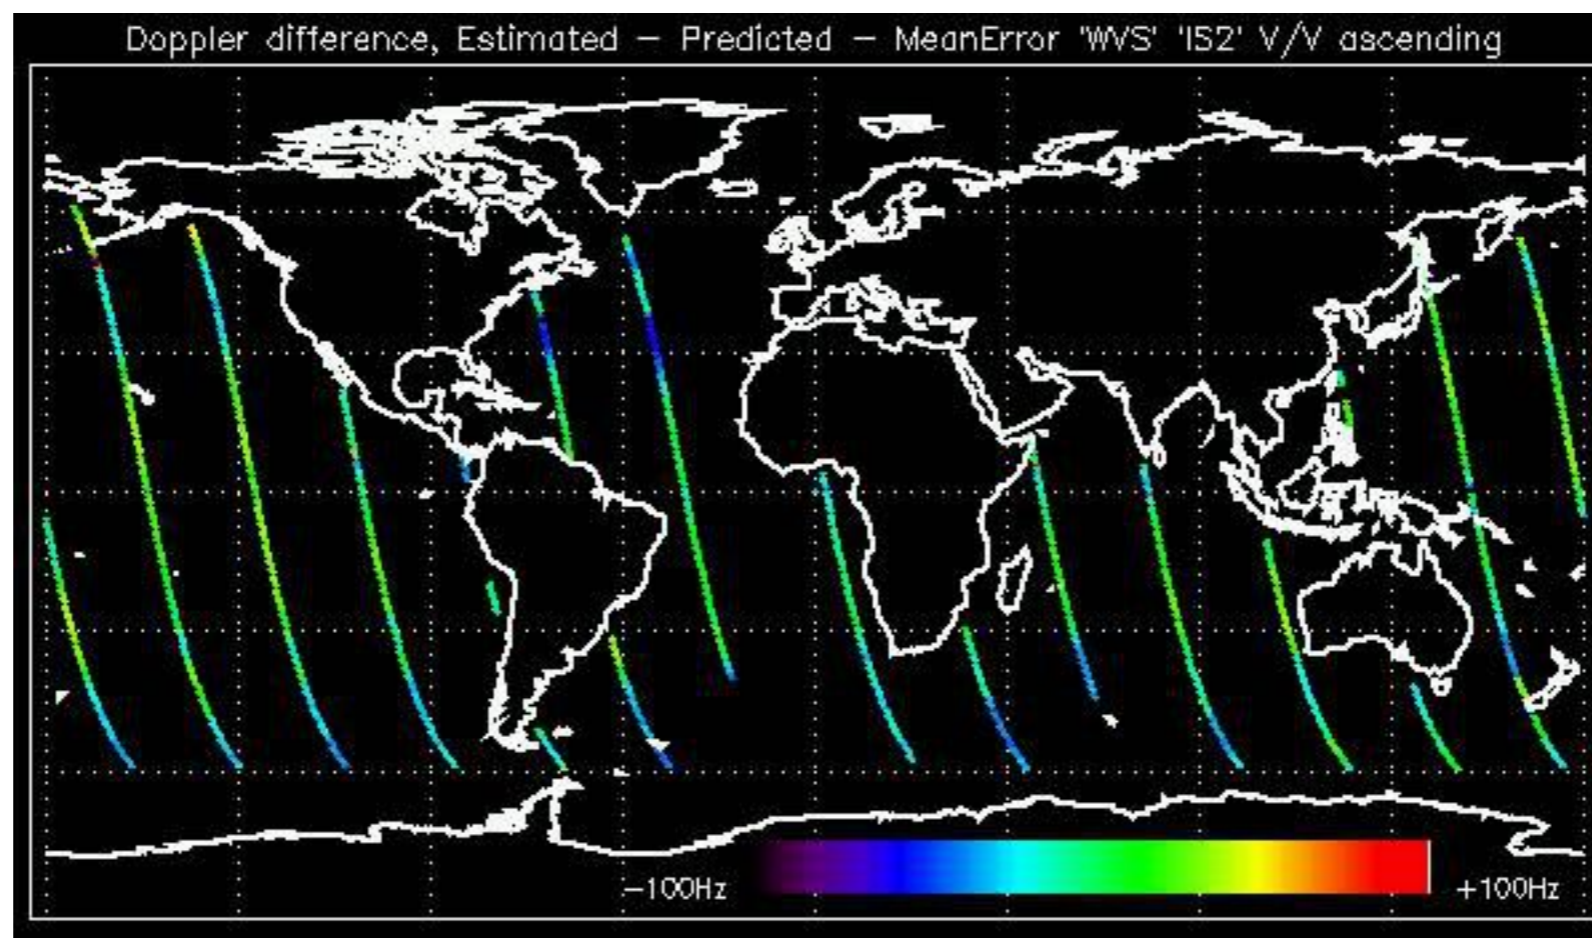 Doppler difference, Estimated – Predicted – MeanError 'WVS' 'IS2' V/V ascending
–100Hz
+100Hz